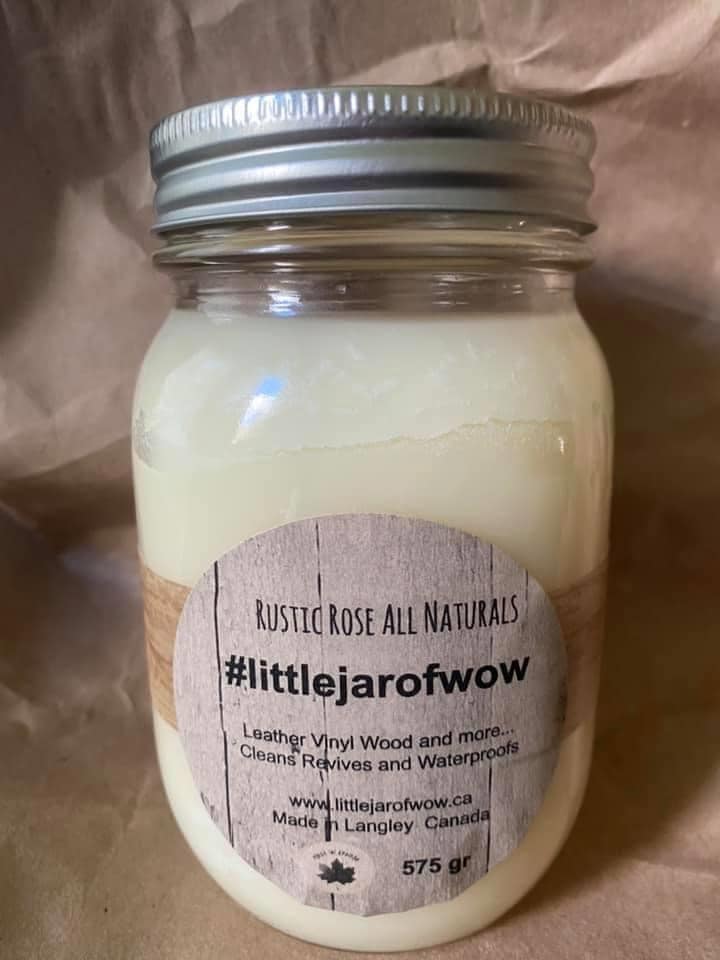 Rustic Rose All Naturals
#littlejarofwow
Leather Vinyl Wood and more...
Cleans Revives and Waterproofs
www.littlejarofwow.ca
Made in Langley Canada
575 gr